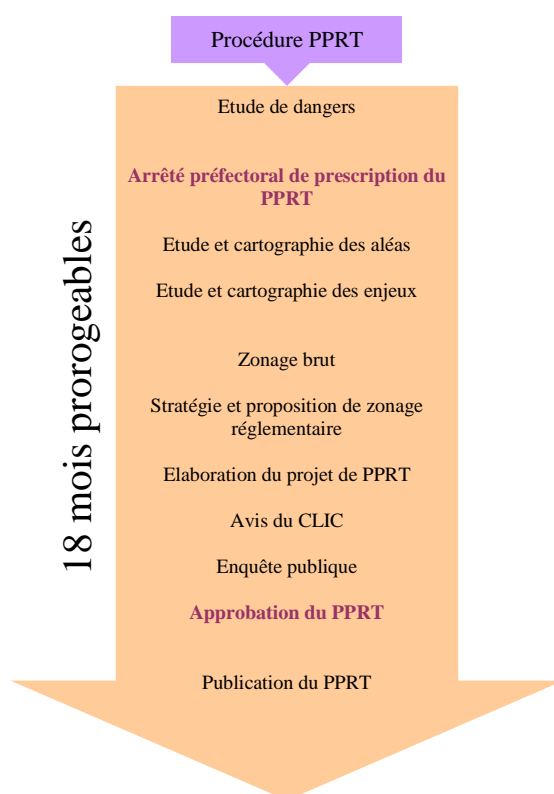 Procédure PPRT
Etude de dangers
Arrêté préfectoral de prescription du
PPRT
Etude et cartographie des aléas
Etude et cartographie des enjeux
Zonage brut
Stratégie et proposition de zonage
réglementaire
Elaboration du projet de PPRT
Avis du CLIC
Enquête publique
Approbation du PPRT
Publication du PPRT
18 mois prorogeables